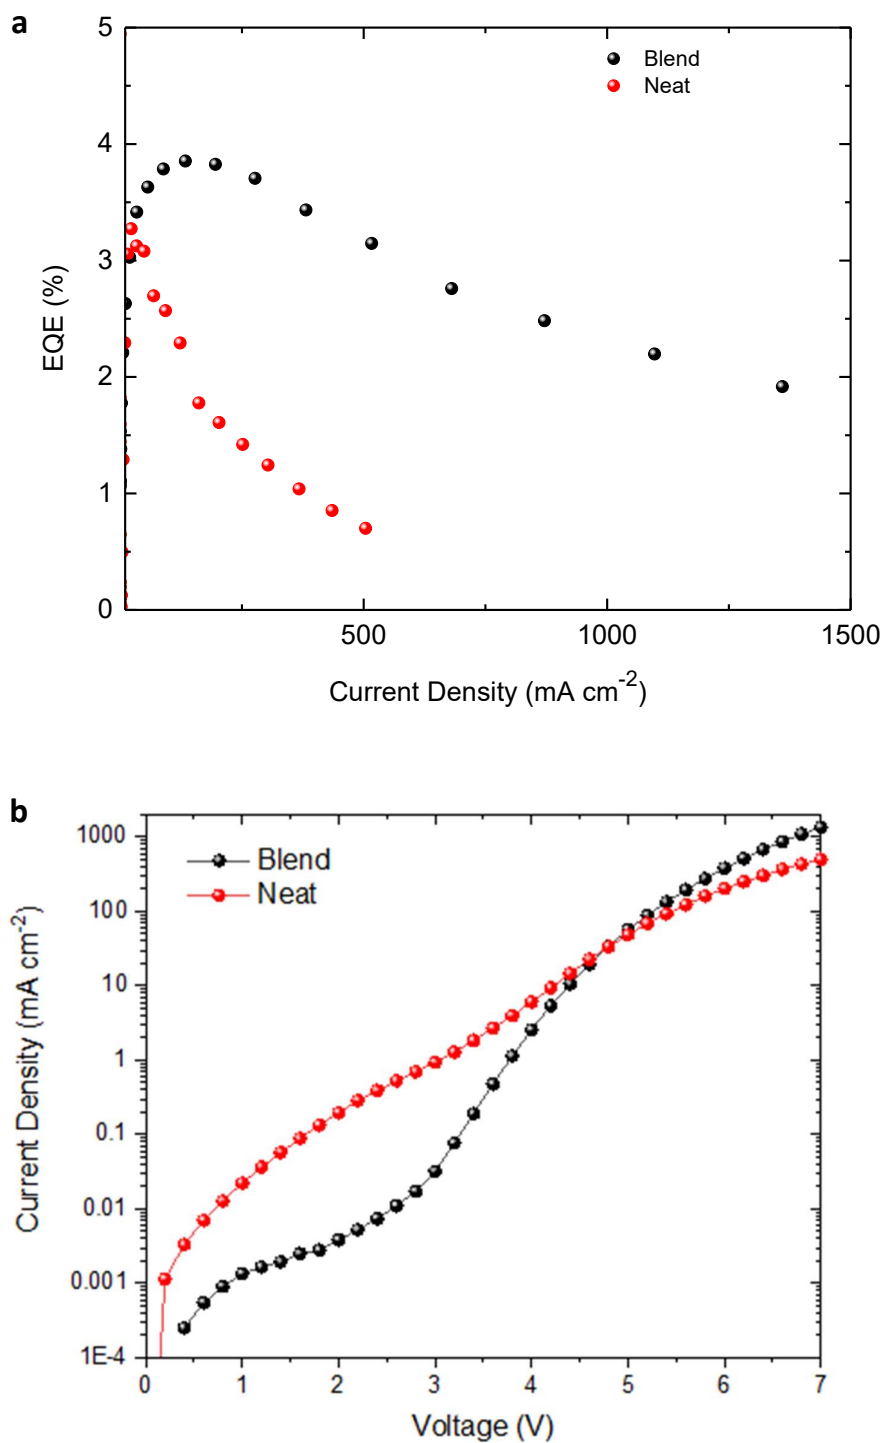 a
5
Blend
Neat
4
3
EQE (%)
2
1
0
500
1000
1500
Current Density (mA cm-2)
b
1000
Blend
Neat
100
10
1
0.1
0.01
0.001
1E-4
Current Density (mA cm-2)
0
1
2
3
4
5
6
7
Voltage (V)